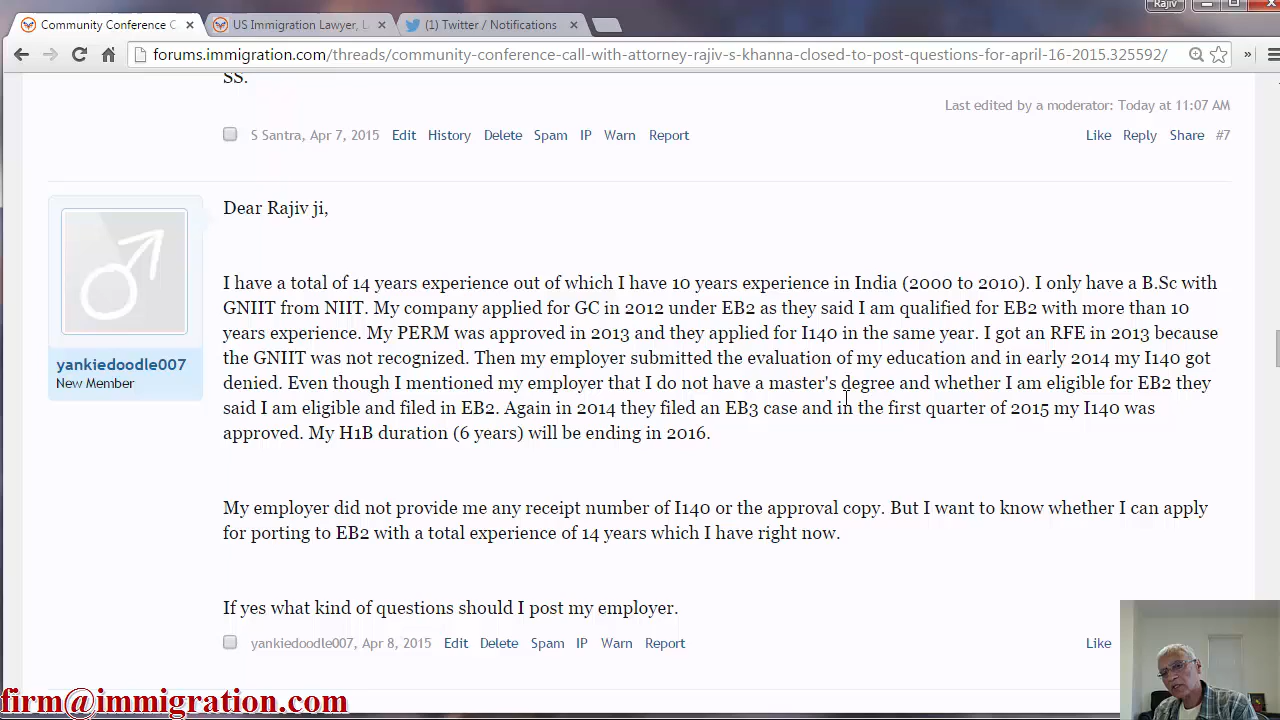 Rajiv
Community Conference C
US Immigration Lawyer, L
(1) Twitter / Notifications
forums.immigration.com/threads/community-conference-call-with-attorney-rajiv-s-khanna-closed-to-post-questions-for-april-16-2015.325592/
SS.
Last edited by a moderator: Today at 11:07 AM
S Santra, Apr 7, 2015 Edit History Delete Spam IP Warn Report Like Reply Share #7
Dear Rajiv ji,
I have a total of 14 years experience out of which I have 10 years experience in India (2000 to 2010). I only have a B.Sc with
GNIIT from NIIT. My company applied for GC in 2012 under EB2 as they said I am qualified for EB2 with more than 10
years experience. My PERM was approved in 2013 and they applied for I140 in the same year. I got an RFE in 2013 because
the GNIIT was not recognized. Then my employer submitted the evaluation of my education and in early 2014 my I140 got
denied. Even though I mentioned my employer that I do not have a master's degree and whether I am eligible for EB2 they
said I am eligible and filed in EB2. Again in 2014 they filed an EB3 case and in the first quarter of 2015 my I140 was
approved. My H1B duration (6 years) will be ending in 2016.
yankiedoodle007
New Member
My employer did not provide me any receipt number of I140 or the approval copy. But I want to know whether I can apply
for porting to EB2 with a total experience of 14 years which I have right now.
If yes what kind of questions should I post my employer.
yankiedoodle007, Apr 8, 2015 Edit Delete Spam IP Warn Report Like
firm@immigration.com